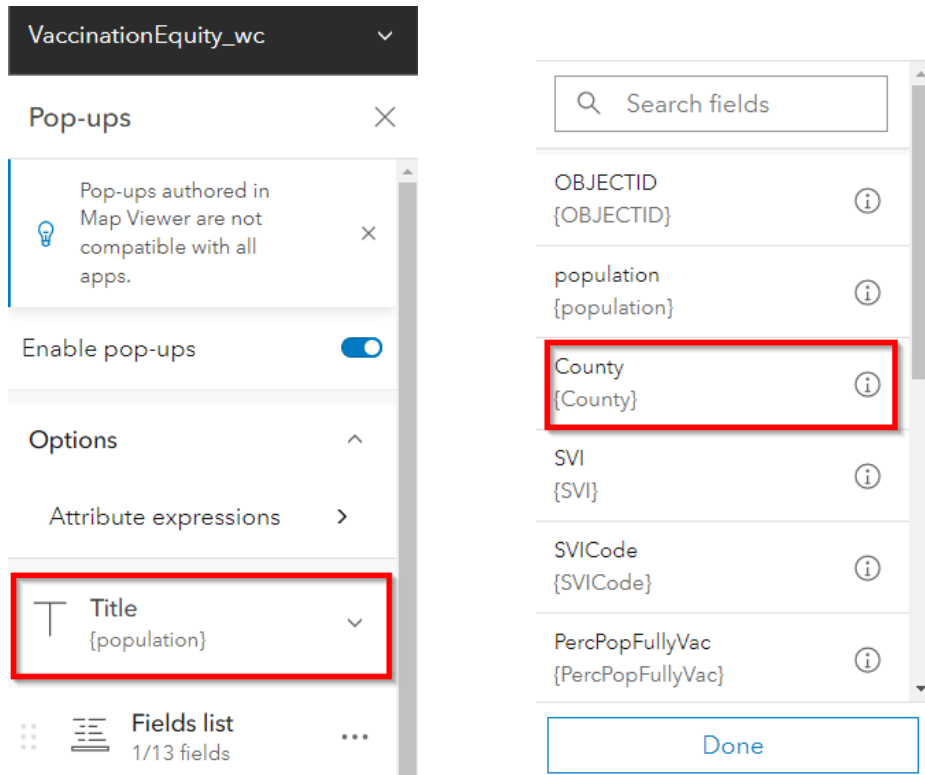 VaccinationEquity_wc
Pop-ups
Pop-ups authored in
Map Viewer are not
compatible with all
apps.
Enable pop-ups
Options
Attribute expressions
Title
{population}
Fields list
1/13 fields
Search fields
OBJECTID
{OBJECTID}
population
{population}
County
{County}
SVI
{SVI}
SVICode
{SVICode}
PercPopFullyVac
{PercPopFullyVac}
Done